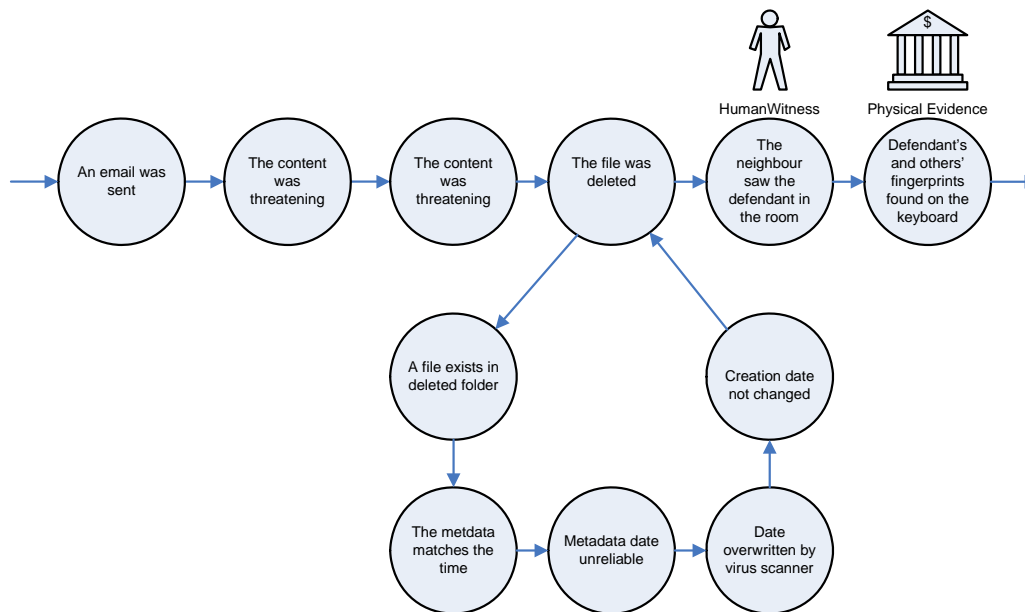 $
HumanWitness
Physical Evidence
An email was
sent
The content
was
threatening
The content
was
threatening
The file was
deleted
The
neighbour
saw the
defendant in
the room
Defendant’s
and others’
fingerprints
found on the
keyboard
A file exists in
deleted folder
Creation date
not changed
The metdata
matches the
time
Metadata date
unreliable
Date
overwritten by
virus scanner